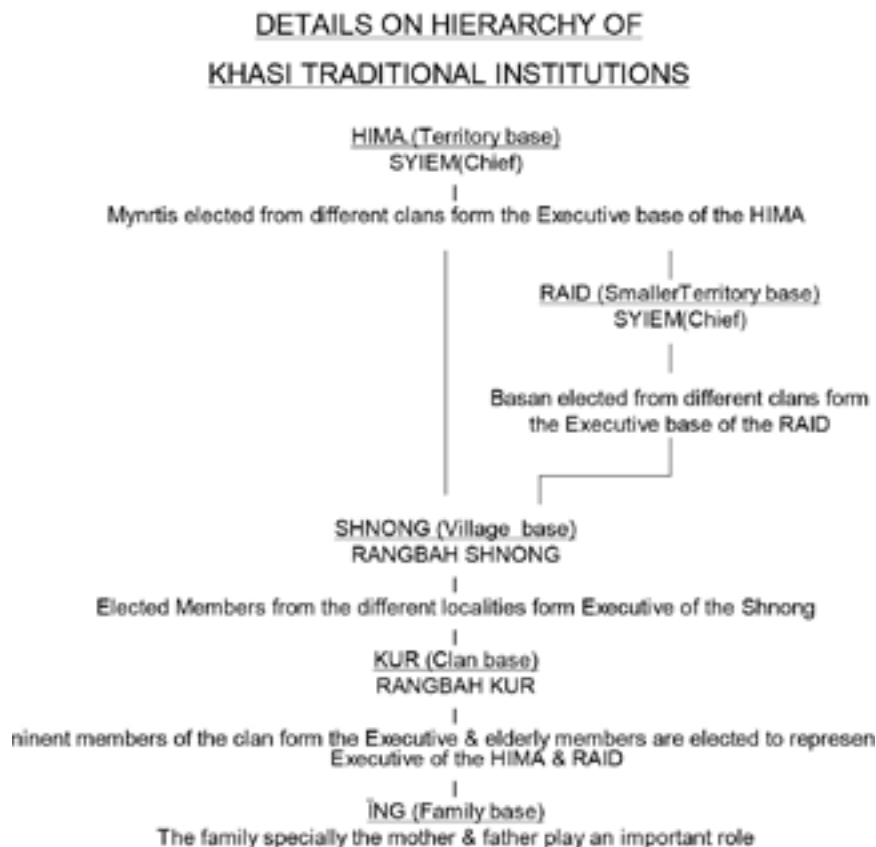 DETAILS ON HIERARCHY OF
KHASI TRADITIONAL INSTITUTIONS
HIMA.(Territory base)
SYIEM(Chief)
Mynrtis elected from different clans form the Executive base of the HIMA
RAID (SmallerTerritory base)
SYIEM(Chief)
Basan elected from different clans form
the Executive base of the RAID
SHNONG (Village base)
RANGBAH SHNONG
Elected Members from the different localities form Executive of the Shnong
KUR (Clan base)
RANGBAH KUR
ninent members of the clan form the Executive & elderly members are elected to represen
Executive of the HIMA & RAID
ÏNG (Family base)
The family specially the mother & father play an important role